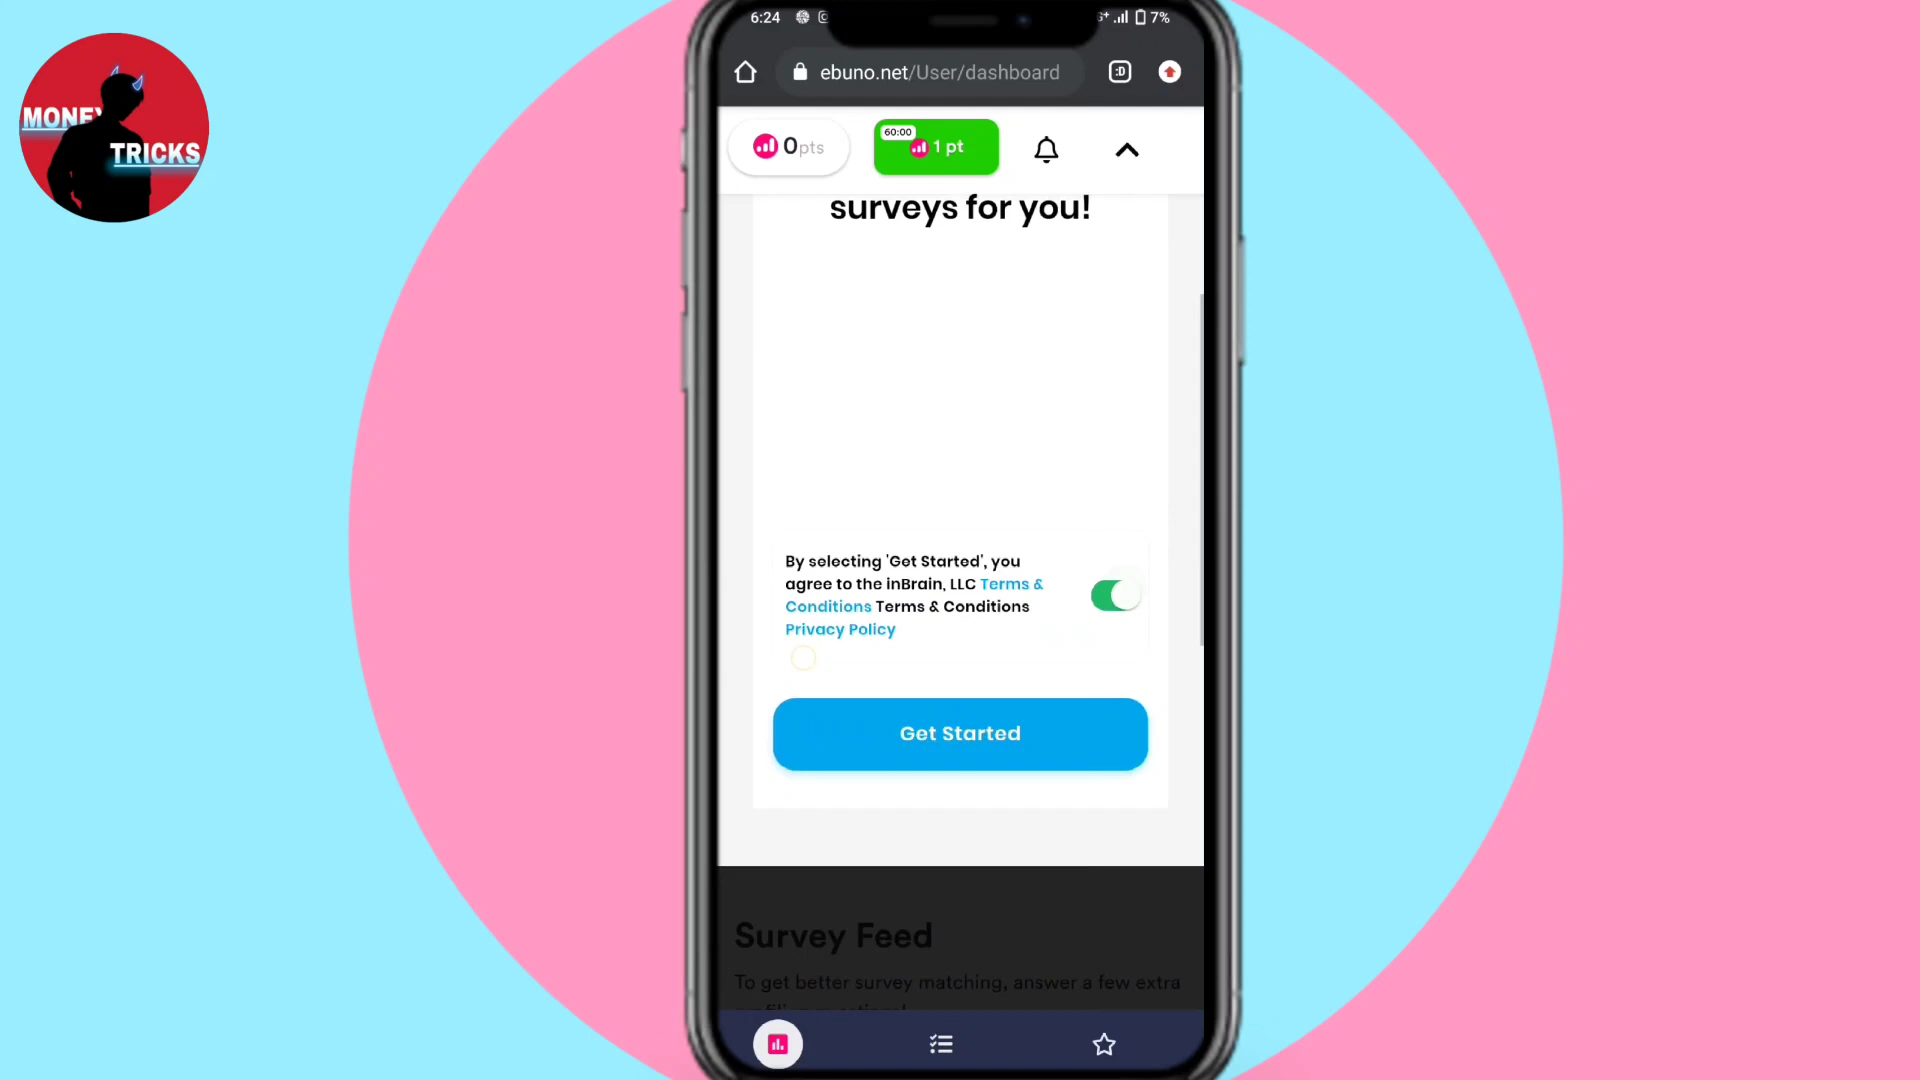 MONEY
TRICKS
6:24
7%
ebuno.net/User/dashboard
:D
0pts
60:00
1 pt
surveys for you!
By selecting 'Get Started', you
agree to the inBrain, LLC Terms &
Conditions Terms & Conditions
Privacy Policy
Get Started
Survey Feed
To get better survey matching, answer a few extra